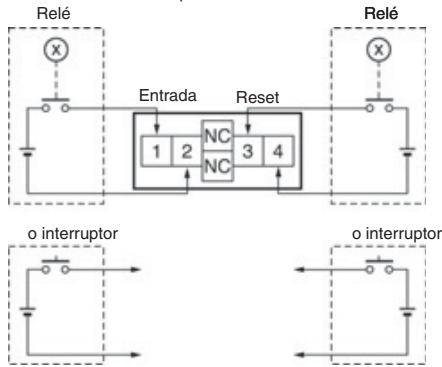 Relé Relé
X X
Entrada Reset
1 2 NC NC 3 4
o interruptor o interruptor